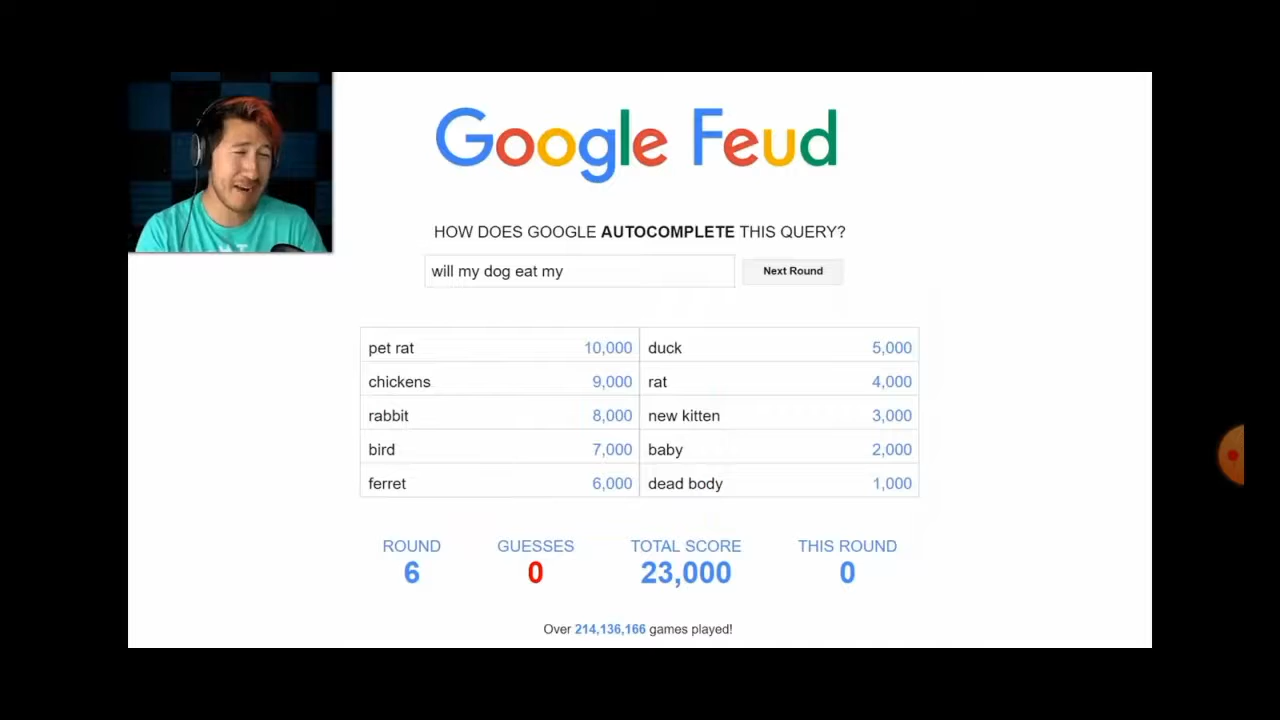 Google Feud
HOW DOES GOOGLE AUTOCOMPLETE THIS QUERY?
will my dog eat my
Next Round
pet rat 10,000 duck 5,000
chickens 9,000 rat 4,000
rabbit 8,000 new kitten 3,000
bird 7,000 baby 2,000
ferret 6,000 dead body 1,000
ROUND GUESSES TOTAL SCORE THIS ROUND
6 0 23,000 0
Over 214,136,166 games played!